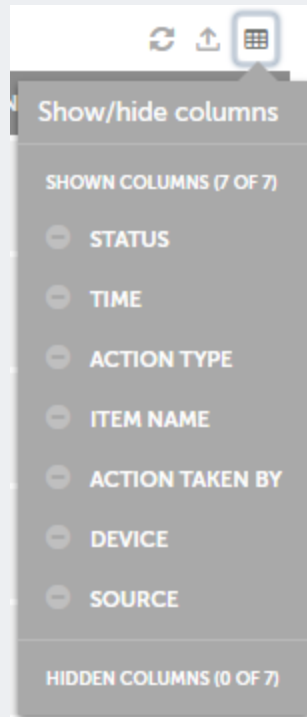 Show/hide columns
SHOWN COLUMNS (7 OF 7)
STATUS
TIME
ACTION TYPE
ITEM NAME
ACTION TAKEN BY
DEVICE
SOURCE
HIDDEN COLUMNS (0 OF 7)